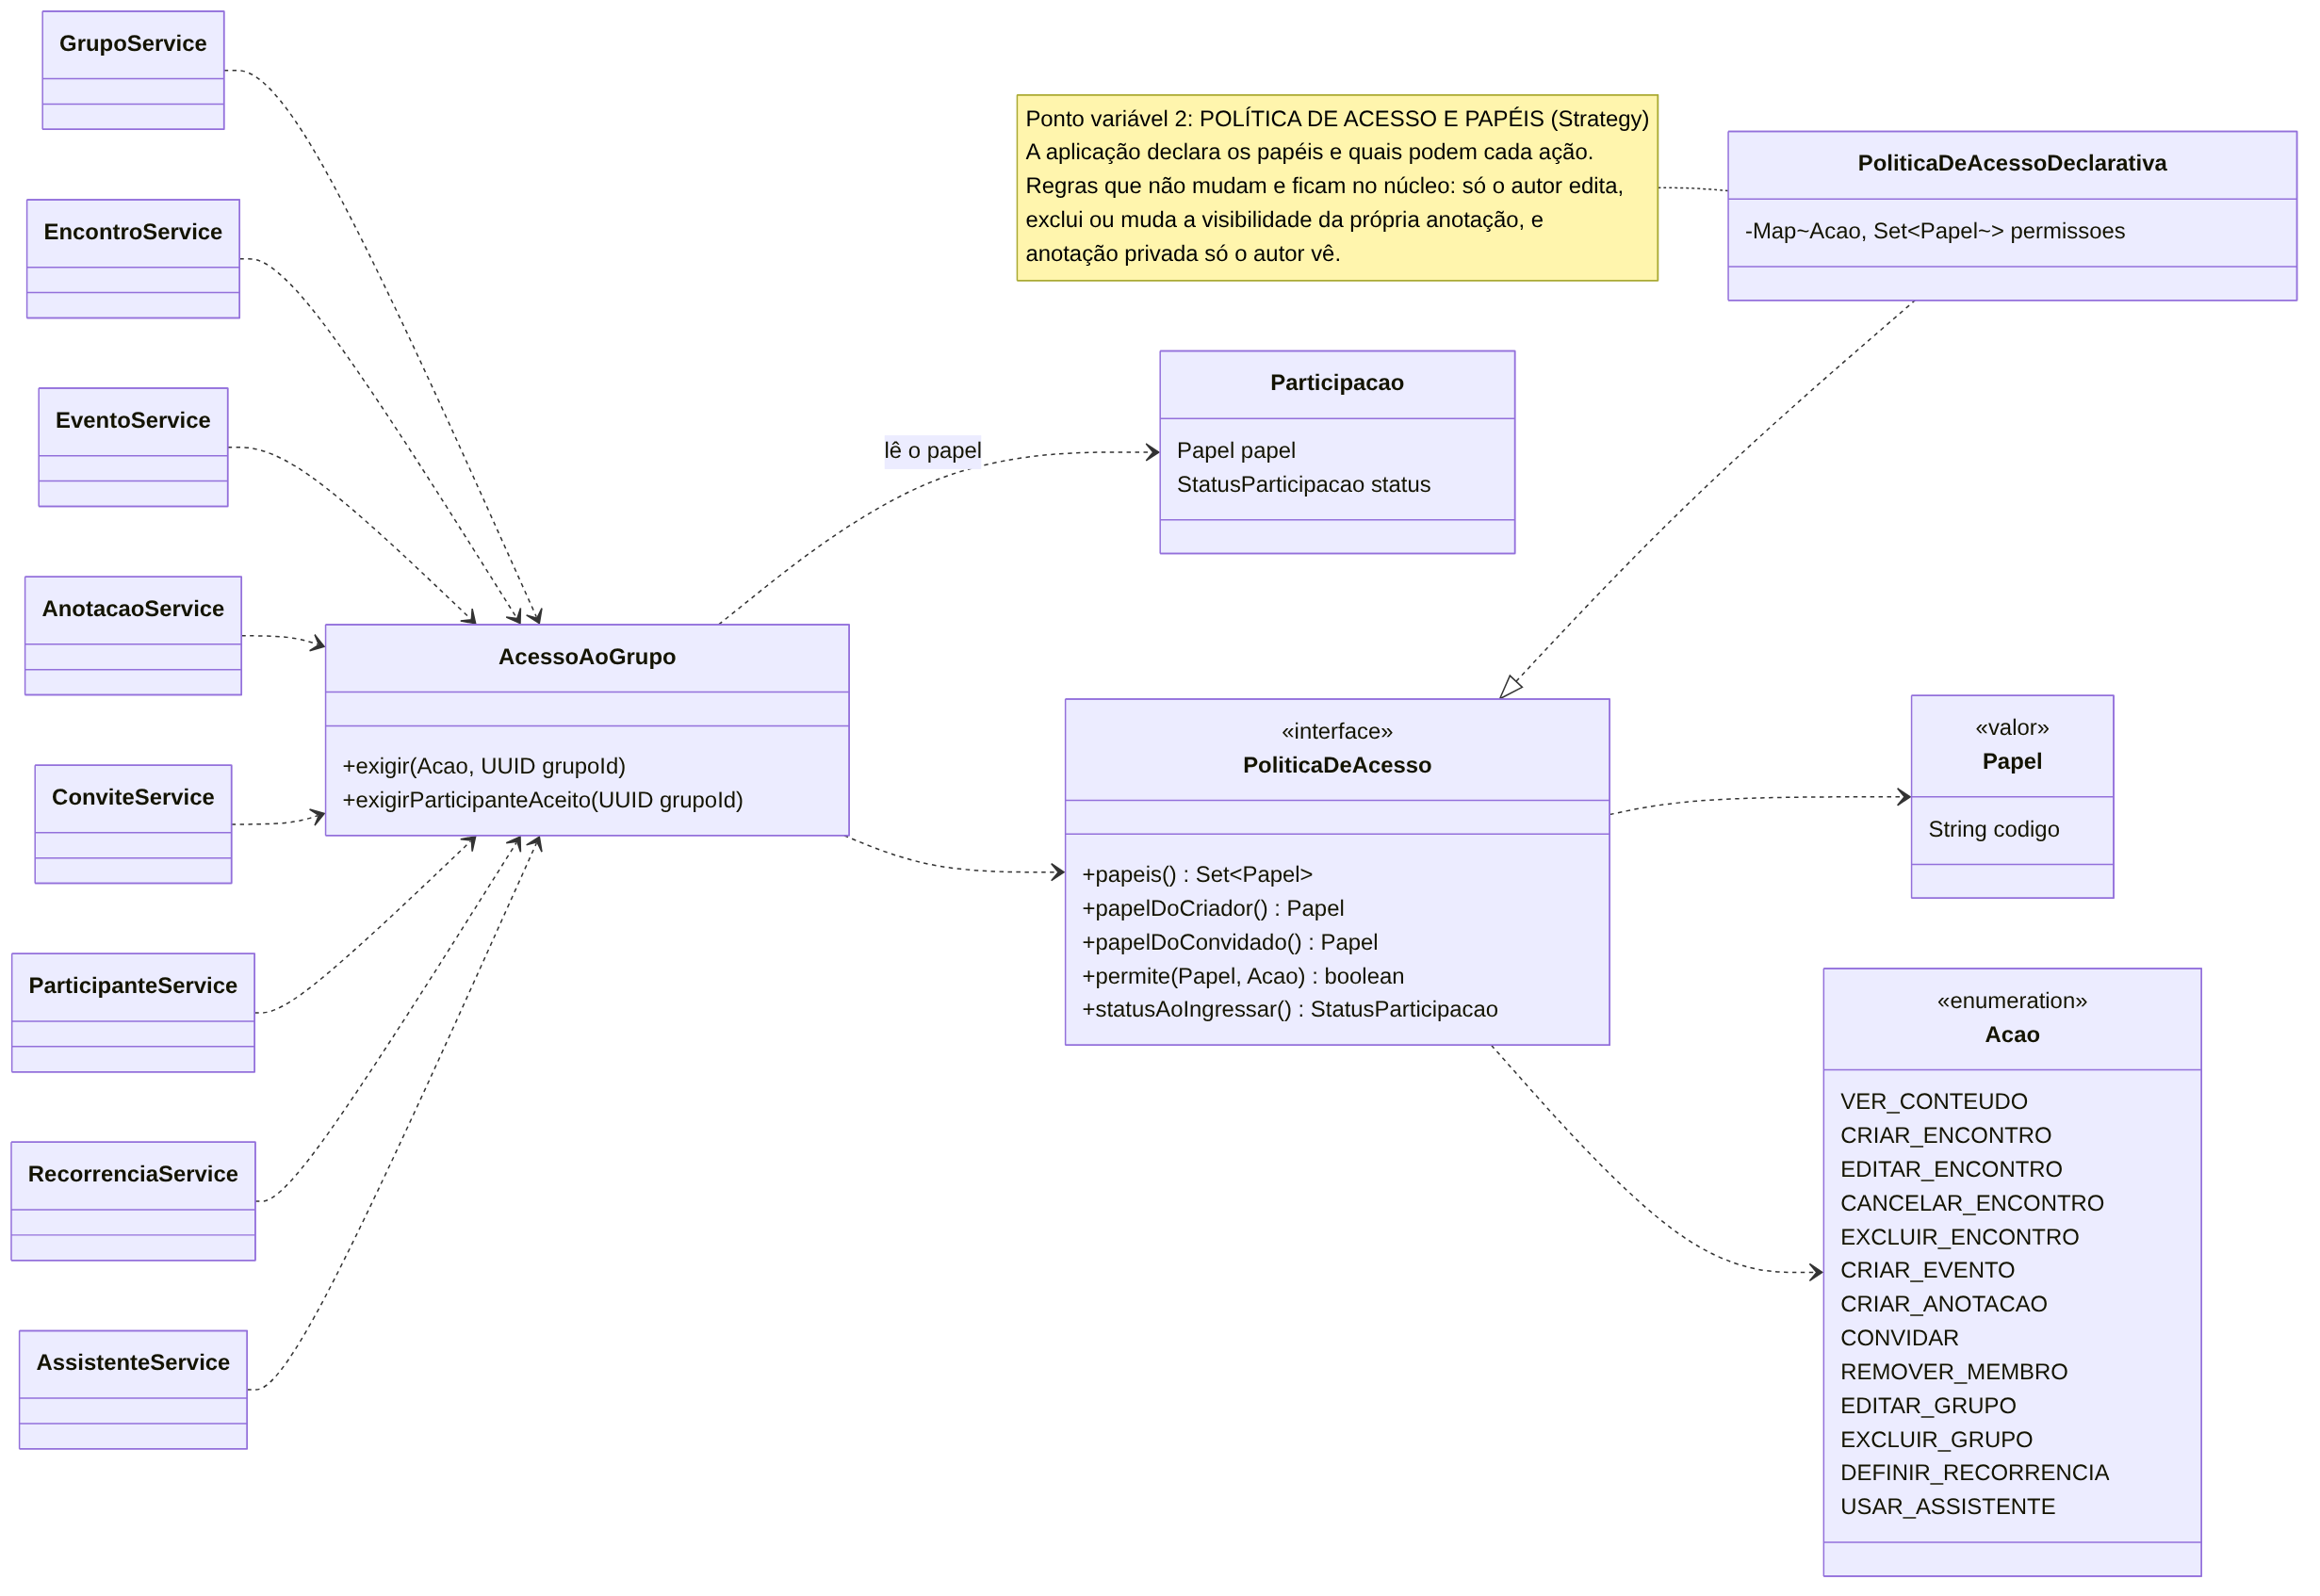 GrupoService
EncontroService
EventoService
AnotacaoService
ConviteService
ParticipanteService
RecorrenciaService
AssistenteService
AcessoAoGrupo
+exigir(Acao, UUID grupoId)
+exigirParticipanteAceito(UUID grupoId)
lê o papel
Ponto variável 2: POLÍTICA DE ACESSO E PAPÉIS (Strategy)
A aplicação declara os papéis e quais podem cada ação.
Regras que não mudam e ficam no núcleo: só o autor edita,
exclui ou muda a visibilidade da própria anotação, e
anotação privada só o autor vê.
Participacao
Papel papel
StatusParticipacao status
«interface»
PoliticaDeAcesso
+papeis() : Set<Papel>
+papelDoCriador() : Papel
+papelDoConvidado() : Papel
+permite(Papel, Acao) : boolean
+statusAoIngressar() : StatusParticipacao
PoliticaDeAcessoDeclarativa
-Map~Acao, Set<Papel~> permissoes
«valor»
Papel
String codigo
«enumeration»
Acao
VER_CONTEUDO
CRIAR_ENCONTRO
EDITAR_ENCONTRO
CANCELAR_ENCONTRO
EXCLUIR_ENCONTRO
CRIAR_EVENTO
CRIAR_ANOTACAO
CONVIDAR
REMOVER_MEMBRO
EDITAR_GRUPO
EXCLUIR_GRUPO
DEFINIR_RECORRENCIA
USAR_ASSISTENTE